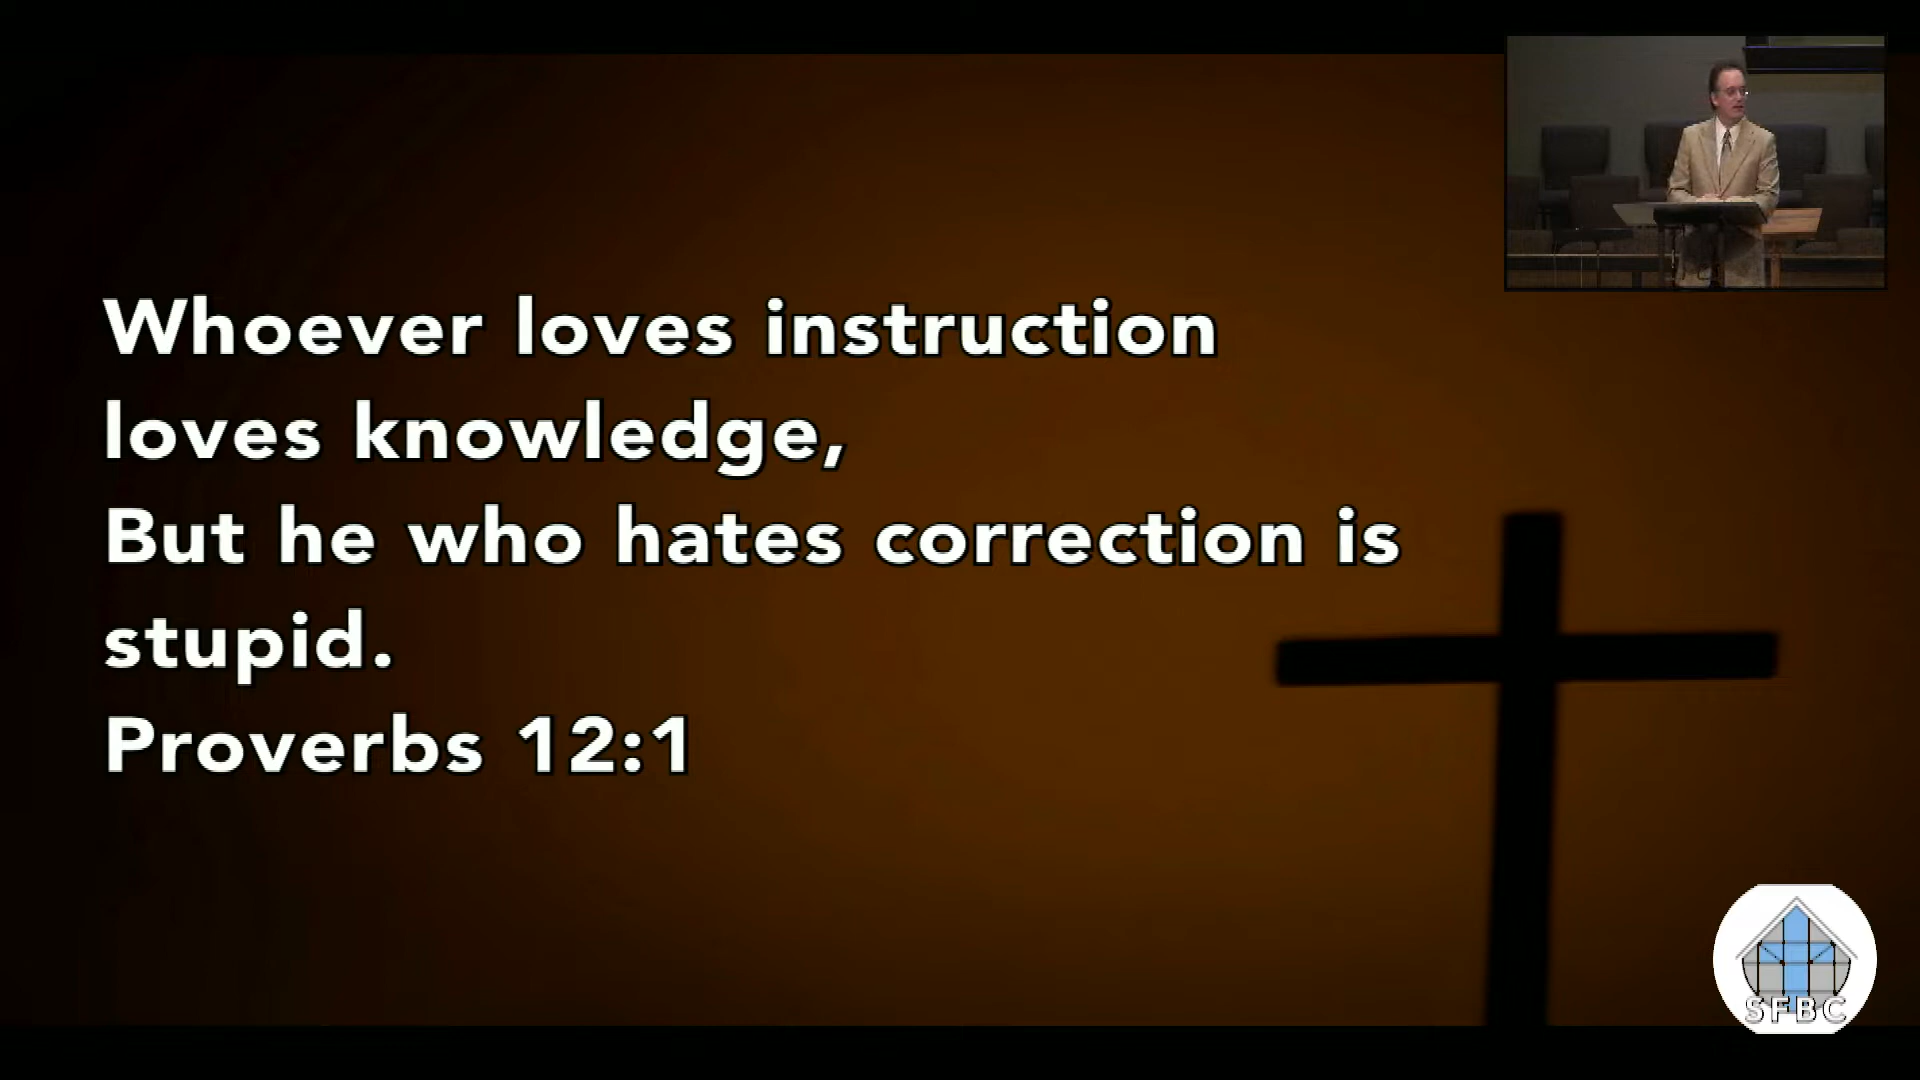 Whoever loves instruction
loves knowledge,
But he who hates correction is
stupid.
Proverbs 12:1
SFBC